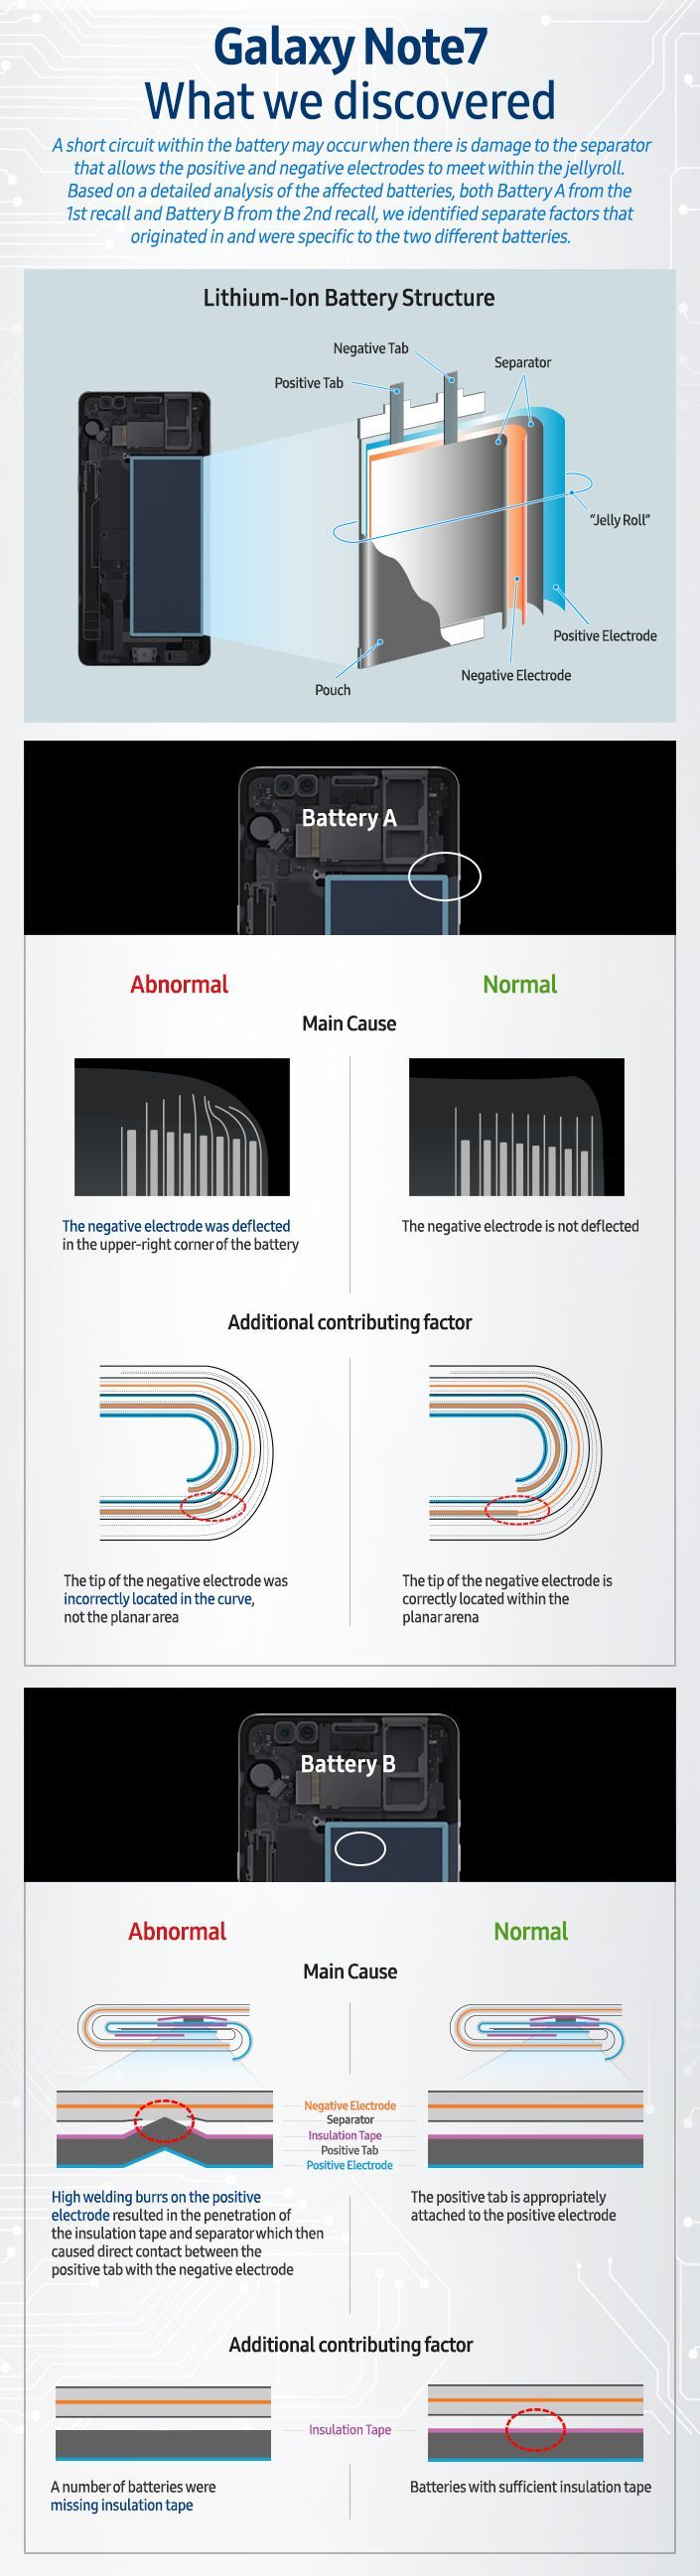 Galaxy Note7
What we discovered
A short circuit within the battery may occur when there is damage to the separator
that allows the positive and negative electrodes to meet within the jellyroll.
Based on a detailed analysis of the affected batteries, both Battery A from the
1st recall and Battery B from the 2nd recall, we identified separate factors that
originated in and were specific to the two different batteries.
Lithium-Ion Battery Structure
Negative Tab
Separator
Positive Tab
"Jelly Roll"
Positive Electrode
Negative Electrode
Pouch
Battery A
Abnormal
Normal
Main Cause
The negative electrode was deflected
in the upper-right corner of the battery
The negative electrode is not deflected
Additional contributing factor
The tip of the negative electrode was
incorrectly located in the curve,
not the planar area
The tip of the negative electrode is
correctly located within the
planar arena
Battery B
Abnormal
Normal
Main Cause
Negative Electrode
Separator
Insulation Tape
Positive Tab
Positive Electrode
High welding burrs on the positive
electrode resulted in the penetration of
the insulation tape and separator which then
caused direct contact between the
positive tab with the negative electrode
The positive tab is appropriately
attached to the positive electrode
Additional contributing factor
Insulation Tape
A number of batteries were
missing insulation tape
Batteries with sufficient insulation tape